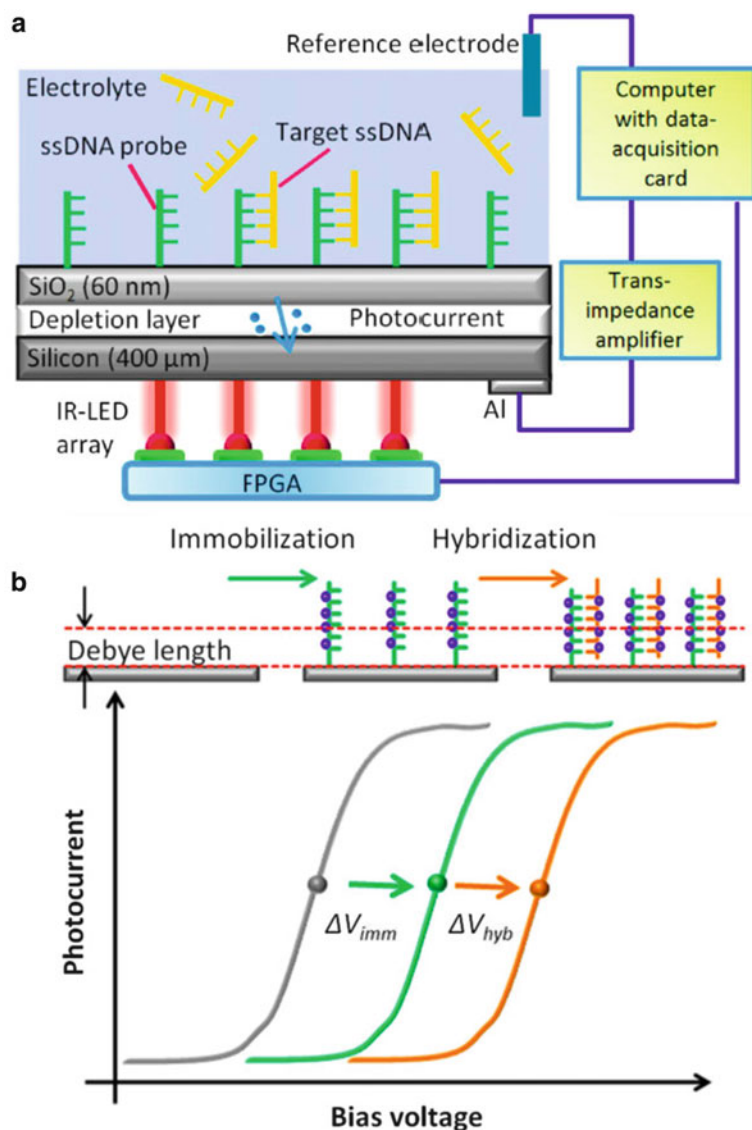 a
Reference electrode
Electrolyte
ssDNA probe
Target ssDNA
Computer
with data-
acquisition
card
SiO₂ (60 nm)
Depletion layer
Photocurrent
Silicon (400 μm)
Trans-
impedance
amplifier
IR-LED
array
Al
FPGA
Immobilization
Hybridization
b
Debye length
Photocurrent
ΔVimm
ΔVhyb
Bias voltage